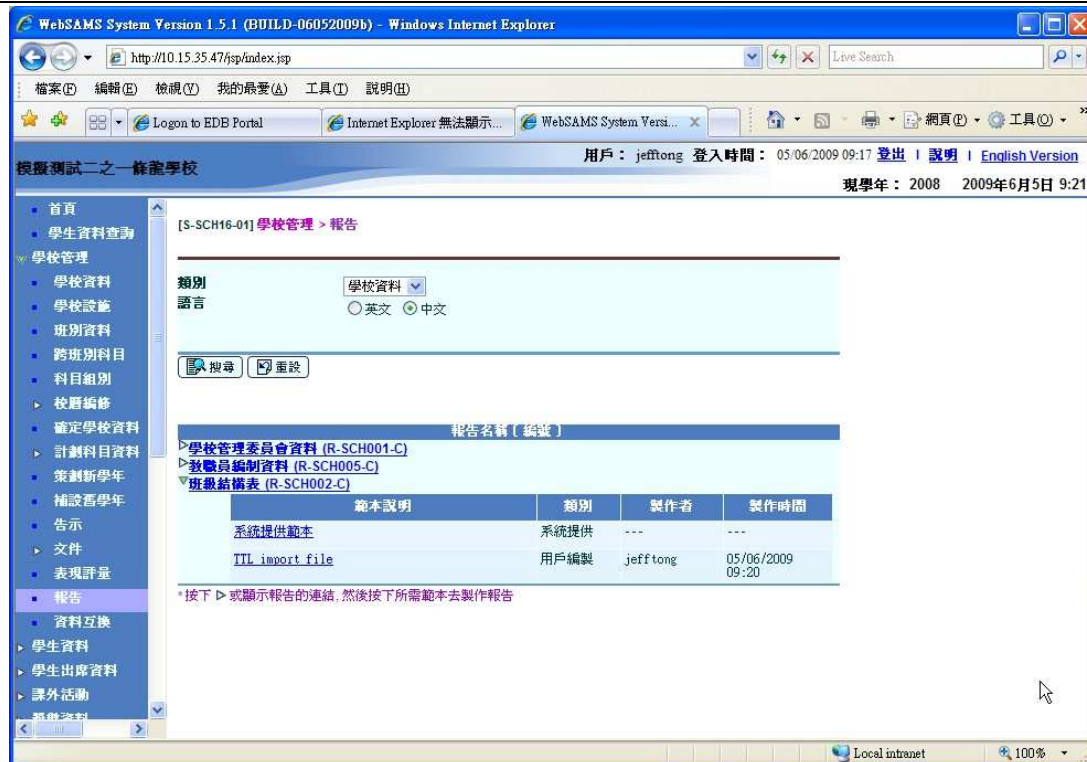 WebSAMS System Version 1.5.1 (BUILD-06052009b) - Windows Internet Explorer
http://10.15.35.47/jsp/index.jsp
Live Search
檔案(F) 編輯(E) 檢視(V) 我的最愛(A) 工具(T) 說明(H)
Logon to EDB Portal Internet Explorer 無法顯示... WebSAMS System Versi... 網頁(P) 工具(O)
模擬測試二之一條龍學校
用戶： jefftong 登入時間： 05/06/2009 09:17 登出 | 說明 | English Version
現學年： 2008 2009年6月5日 9:21
首頁
學生資料查詢
學校管理
學校資料
學校設施
班別資料
跨班別科目
科目組別
校曆編修
確定學校資料
計劃科目資料
策劃新學年
補設舊學年
告示
文件
表現評量
報告
資料互換
學生資料
學生出席資料
課外活動
[S-SCH16-01] 學校管理 > 報告
類別 學校資料
語言 英文 中文
搜尋 重設
報告名稱 [ 編號 ]
學校管理委員會資料 (R-SCH001-C)
教職員編制資料 (R-SCH005-C)
班級結構表 (R-SCH002-C)
範本說明 類別 製作者 製作時間
系統提供範本 系統提供 --- ---
TTL import file 用戶編製 jefftong 05/06/2009
09:20
*按下 ▷ 或顯示報告的連結, 然後按下所需範本去製作報告
Local intranet 100%